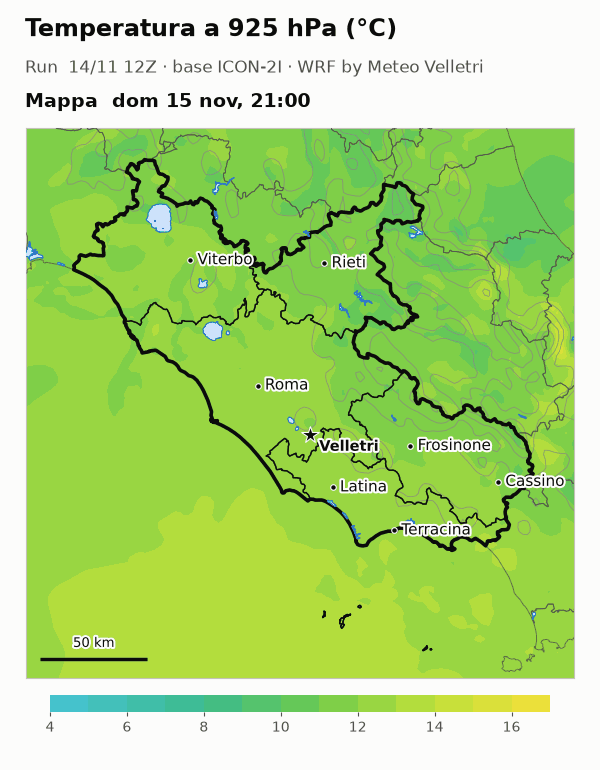 Temperatura a 925 hPa (°C)
Run  14/11 12Z · base ICON-2I · WRF by Meteo Velletri
Mappa  dom 15 nov, 21:00
Viterbo
Rieti
Roma
Velletri
Frosinone
Cassino
Latina
Terracina
50 km
4 6 8 10 12 14 16